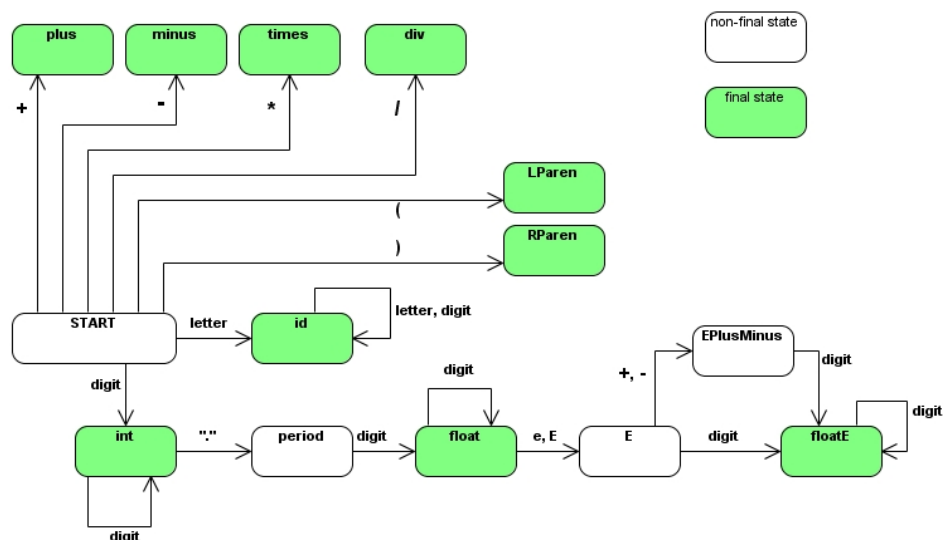 non-final state
plus
minus
times
div
final state
+
-
*
/
LParen
(
RParen
)
START
letter
id
letter, digit
EPlusMinus
+, -
digit
digit
digit
digit
int
"."
period
digit
float
e, E
E
digit
floatE
digit